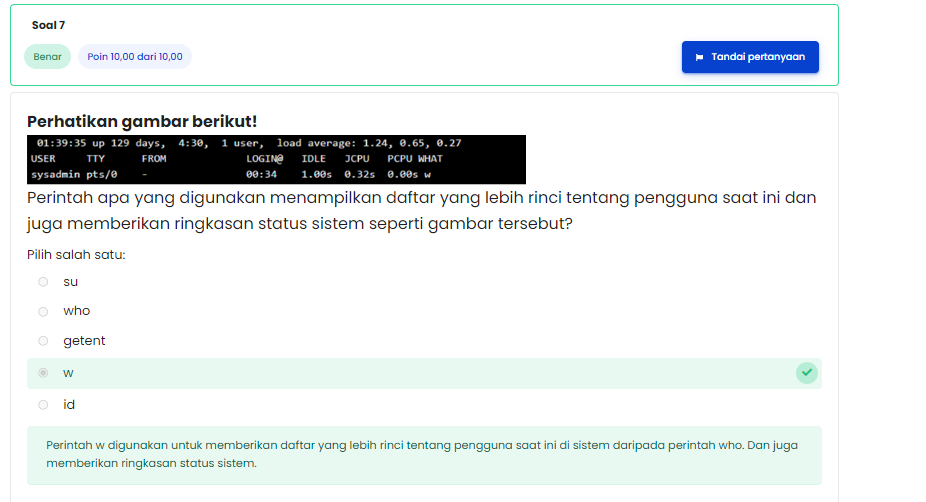 Soal 7
Benar
Poin 10,00 dari 10,00
Tandai pertanyaan
Perhatikan gambar berikut!
01:39:35 up 129 days,  4:30,  1 user,  load average: 1.24, 0.65, 0.27
USER     TTY      FROM             LOGIN@   IDLE   JCPU   PCPU WHAT
sysadmin pts/0    -                00:34    1.00s  0.32s  0.00s w
Perintah apa yang digunakan menampilkan daftar yang lebih rinci tentang pengguna saat ini dan
juga memberikan ringkasan status sistem seperti gambar tersebut?
Pilih salah satu:
su
who
getent
w
id
Perintah w digunakan untuk memberikan daftar yang lebih rinci tentang pengguna saat ini di sistem daripada perintah who. Dan juga
memberikan ringkasan status sistem.